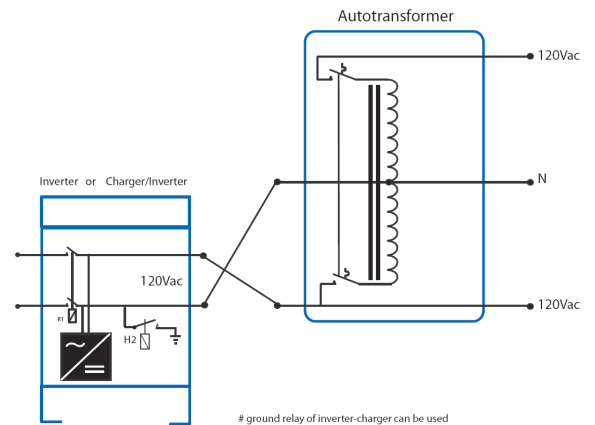 Autotransformer
120Vac
Inverter or Charger/Inverter
N
120Vac
R1
H2
120Vac
# ground relay of inverter-charger can be used